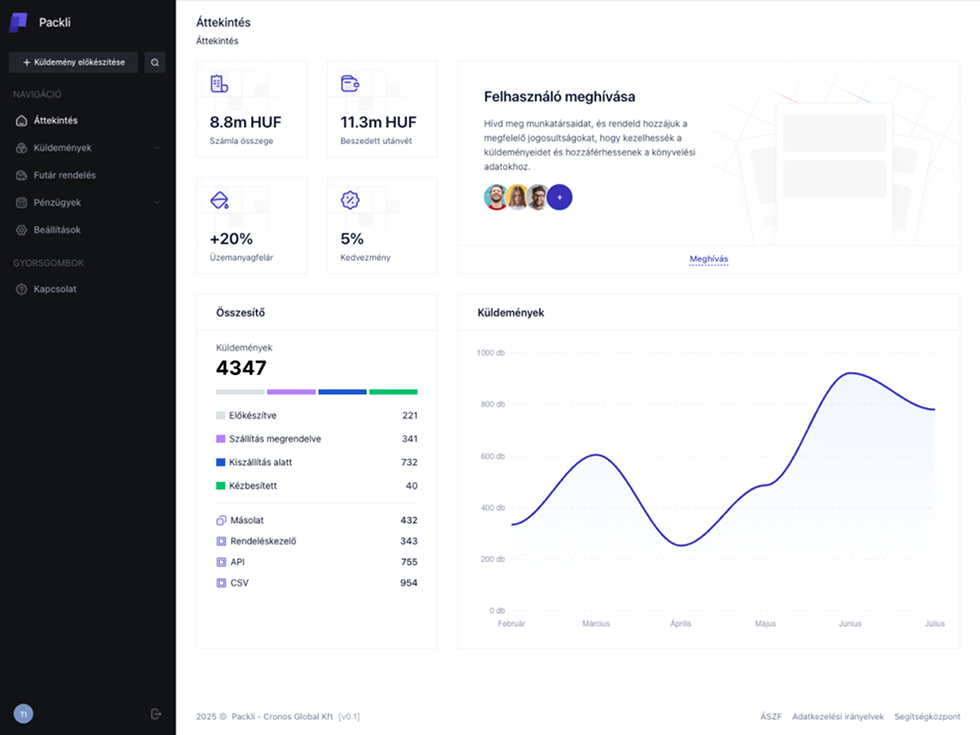 Packli
+ Küldemény előkészítése
NAVIGÁCIÓ
Áttekintés
Küldemények
Futár rendelés
Pénzügyek
Beállítások
GYORSGOMBOK
Kapcsolat
TI
Áttekintés
Áttekintés
8.8m HUF
Számla összege
11.3m HUF
Beszedett utánvét
+20%
Üzemanyagfelár
5%
Kedvezmény
Felhasználó meghívása
Hívd meg munkatársaidat, és rendeld hozzájuk a
megfelelő jogosultságokat, hogy kezelhessék a
küldeményeidet és hozzáférhessenek a könyvelési
adatokhoz.
+
Meghívás
Összesítő
Küldemények
4347
Előkészítve 221
Szállítás megrendelve 341
Kiszállítás alatt 732
Kézbesített 40
Másolat 432
Rendeléskezelő 343
API 755
CSV 954
Küldemények
1000 db
800 db
600 db
400 db
200 db
0 db
Február Március Április Május Június Július
2025 © Packli - Cronos Global Kft [v0.1]
ÁSZF Adatkezelési irányelvek Segítségközpont